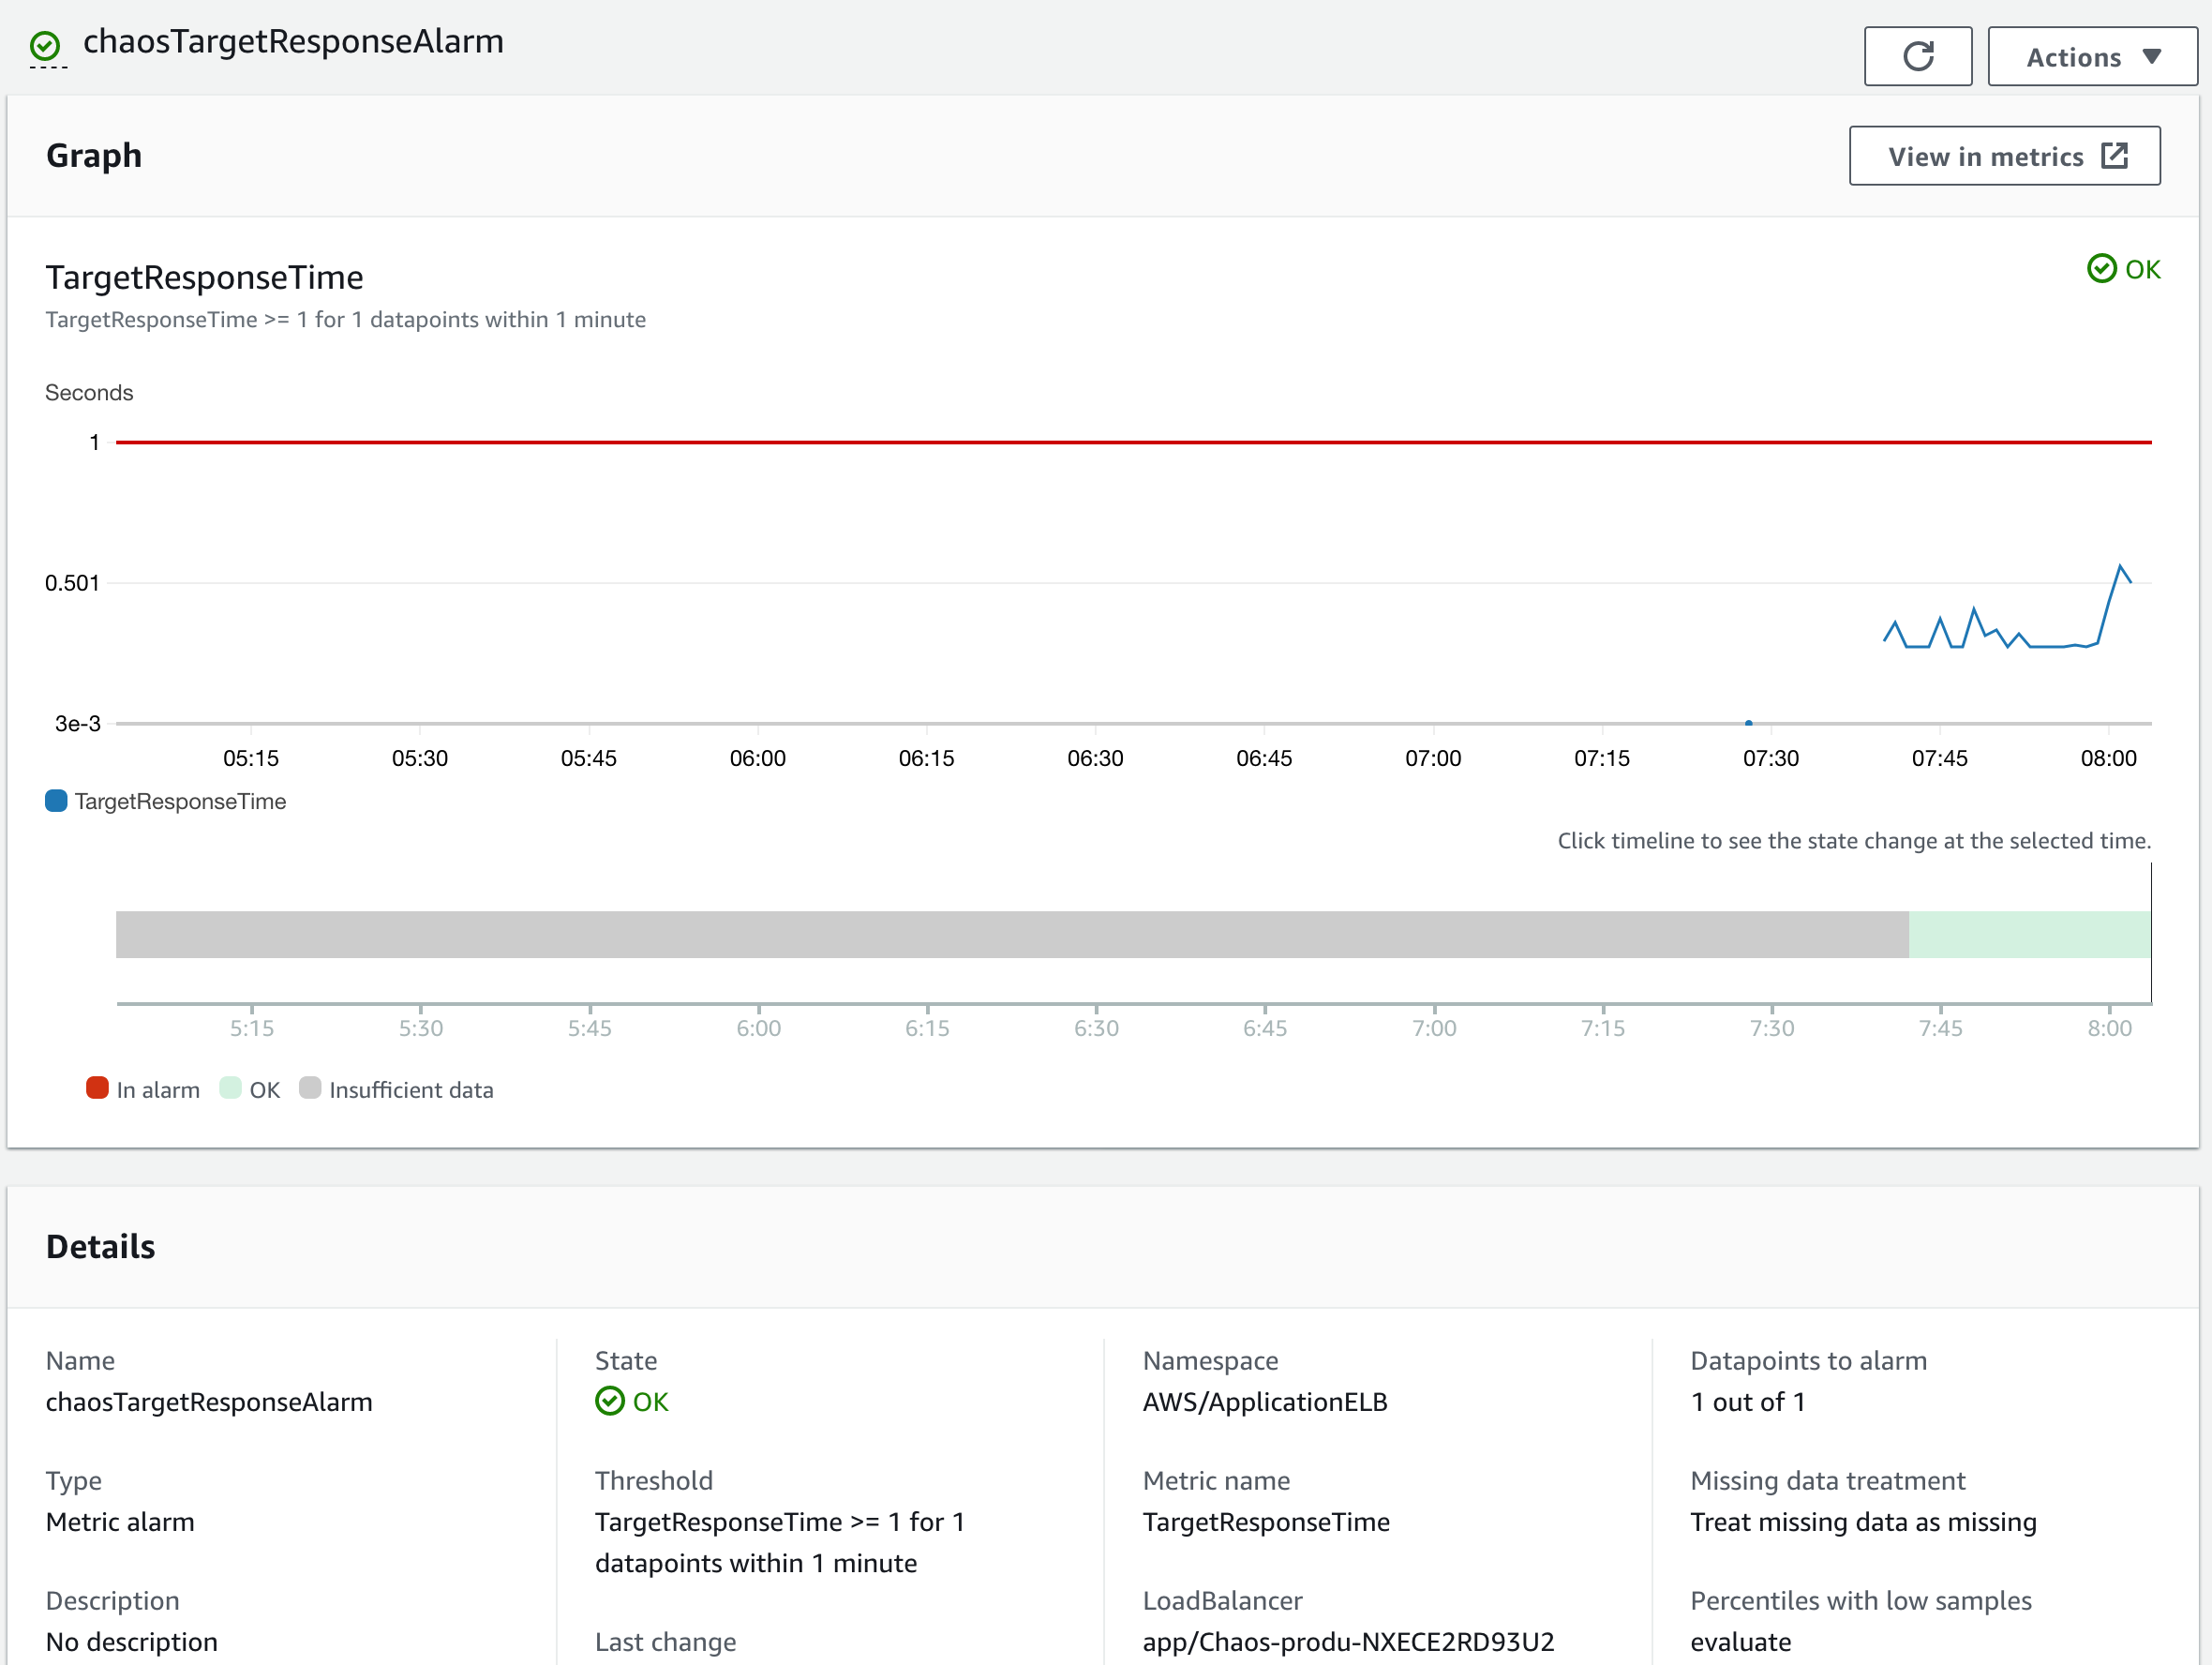 chaosTargetResponseAlarm
Actions
Graph
View in metrics
TargetResponseTime
OK
TargetResponseTime >= 1 for 1 datapoints within 1 minute
Seconds
1
0.501
3e-3
05:15 05:30 05:45 06:00 06:15 06:30 06:45 07:00 07:15 07:30 07:45 08:00
TargetResponseTime
Click timeline to see the state change at the selected time.
5:15 5:30 5:45 6:00 6:15 6:30 6:45 7:00 7:15 7:30 7:45 8:00
In alarm OK Insufficient data
Details
Name
chaosTargetResponseAlarm
Type
Metric alarm
Description
No description
State
OK
Threshold
TargetResponseTime >= 1 for 1
datapoints within 1 minute
Last change
Namespace
AWS/ApplicationELB
Metric name
TargetResponseTime
LoadBalancer
app/Chaos-produ-NXECE2RD93U2
Datapoints to alarm
1 out of 1
Missing data treatment
Treat missing data as missing
Percentiles with low samples
evaluate